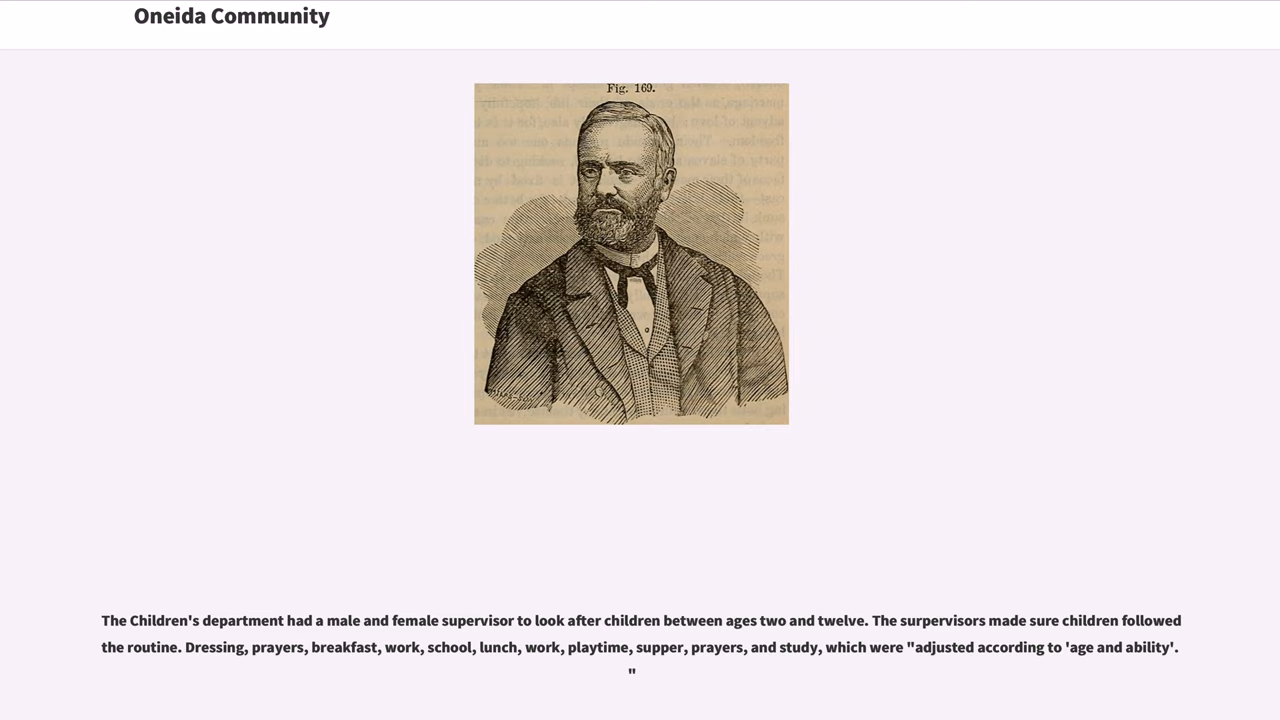 Oneida Community
Fig. 169.
The Children's department had a male and female supervisor to look after children between ages two and twelve. The surpervisors made sure children followed
the routine. Dressing, prayers, breakfast, work, school, lunch, work, playtime, supper, prayers, and study, which were "adjusted according to 'age and ability'.
"